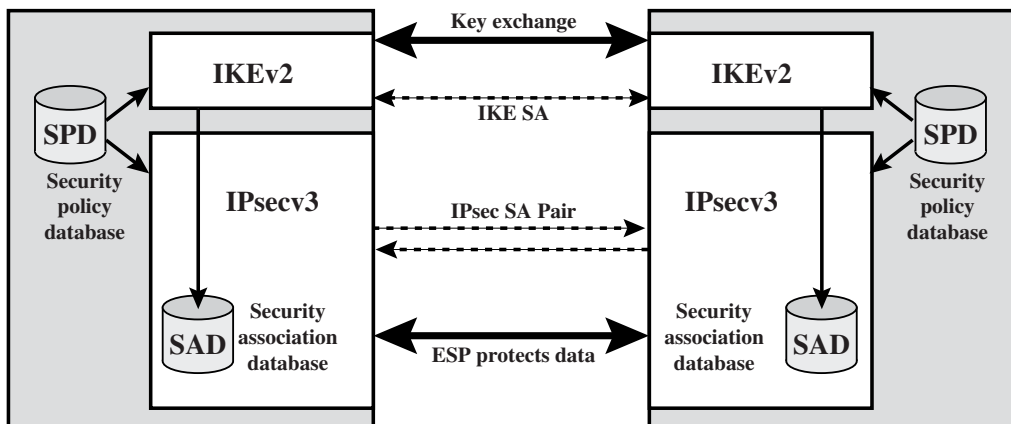 Key exchange
IKEv2
IKEv2
IKE SA
SPD
SPD
Security
policy
database
Security
policy
database
IPsecv3
IPsecv3
IPsec SA Pair
SAD
Security
association
database
Security
association
database
SAD
ESP protects data